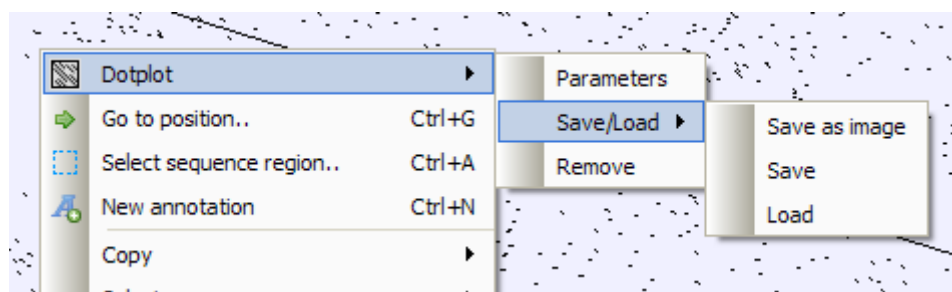 Dotplot
Go to position.. Ctrl+G
Select sequence region.. Ctrl+A
New annotation Ctrl+N
Copy
Parameters
Save/Load
Remove
Save as image
Save
Load